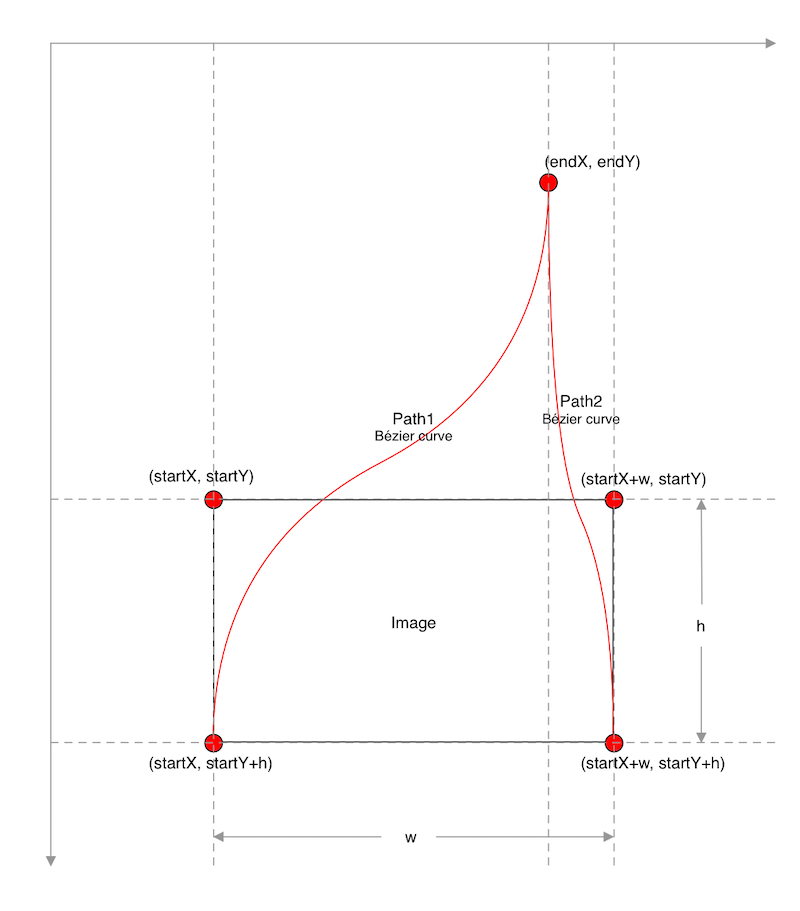 (endX, endY)
Path1
Bézier curve
Path2
Bézier curve
(startX, startY)
(startX+w, startY)
Image
h
(startX, startY+h)
(startX+w, startY+h)
w